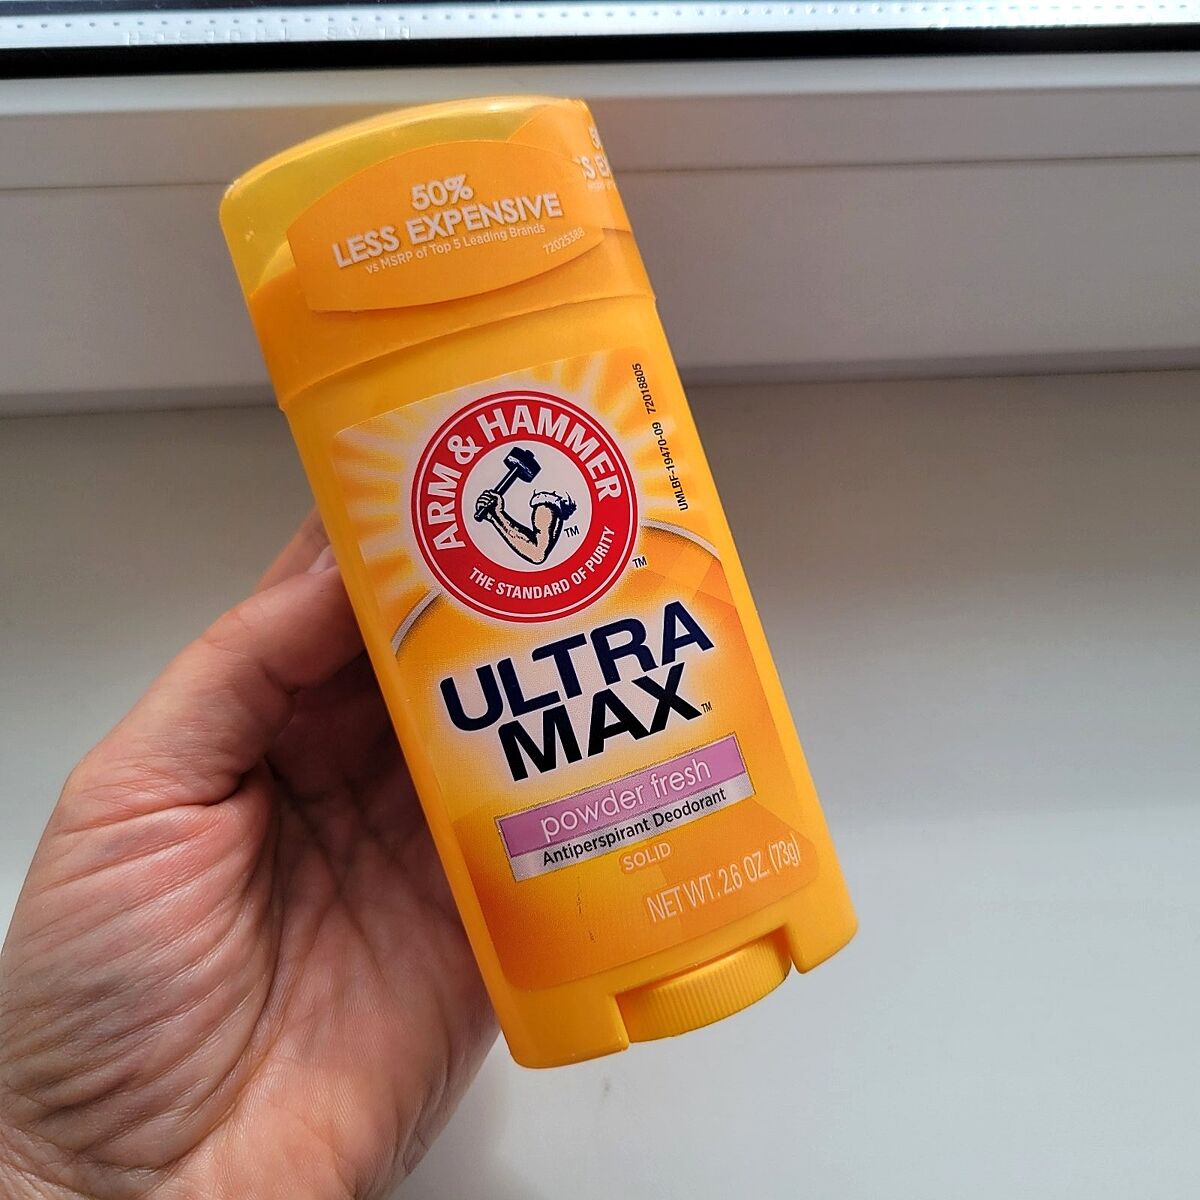 50%
LESS EXPENSIVE
vs MSRP of Top 5 Leading Brands
72025388
ARM & HAMMER
TM
THE STANDARD OF PURITY
TM
UMLBF-19470-09 72018805
ULTRA
MAX™
powder fresh
Antiperspirant Deodorant
SOLID
NET WT. 2.6 OZ. (73g)